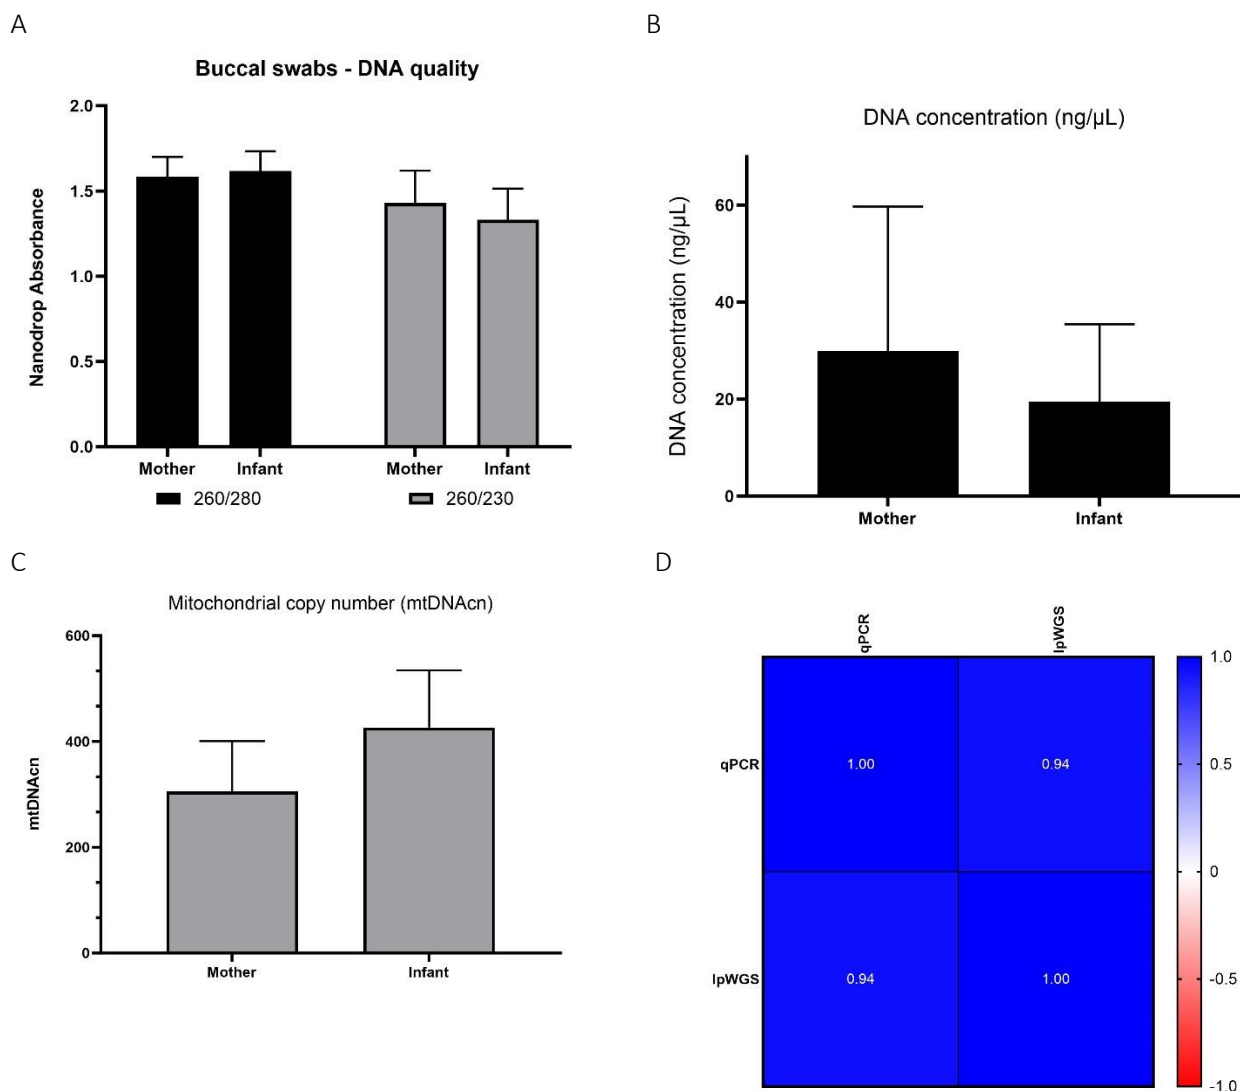 A
Buccal swabs - DNA quality
Nanodrop Absorbance
2.0
1.5
1.0
0.5
0.0
Mother Infant Mother Infant
260/280 260/230
B
DNA concentration (ng/µL)
DNA concentration (ng/µL)
60
40
20
0
Mother Infant
C
Mitochondrial copy number (mtDNAcn)
mtDNAcn
600
400
200
0
Mother Infant
D
qPCR lpWGS
qPCR 1.00 0.94
lpWGS 0.94 1.00
1.0
0.5
0
-0.5
-1.0